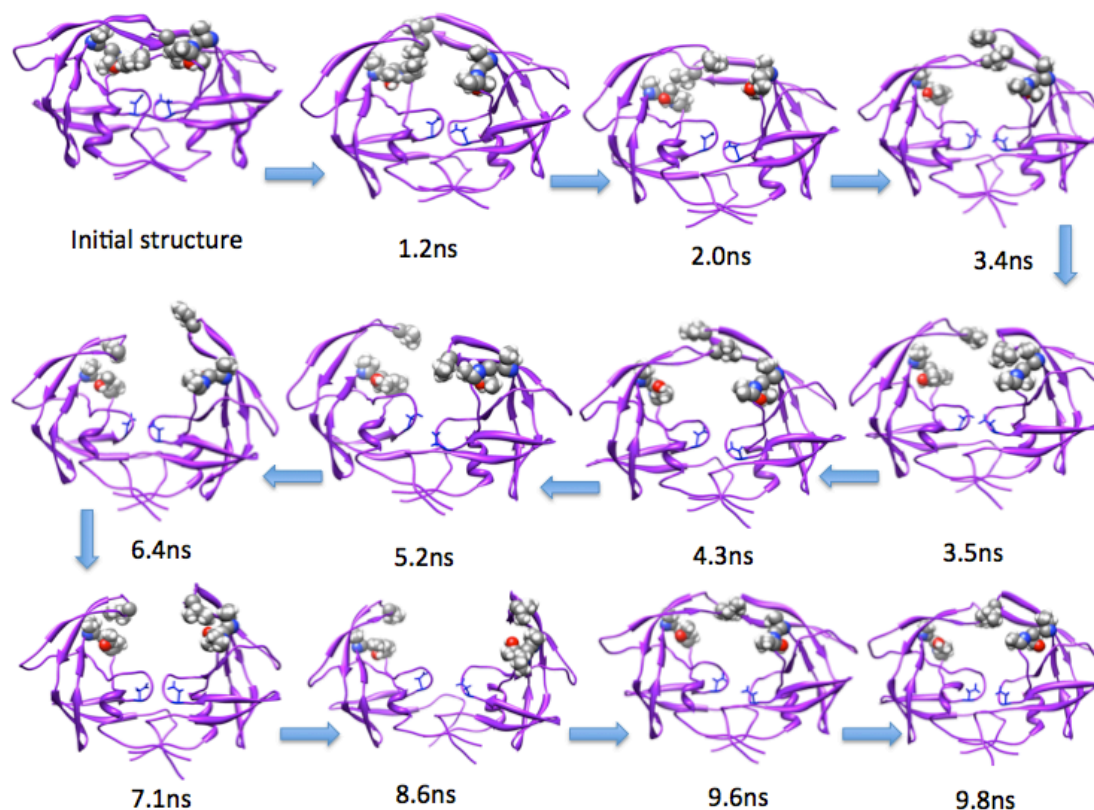 Initial structure
1.2ns
2.0ns
3.4ns
6.4ns
5.2ns
4.3ns
3.5ns
7.1ns
8.6ns
9.6ns
9.8ns